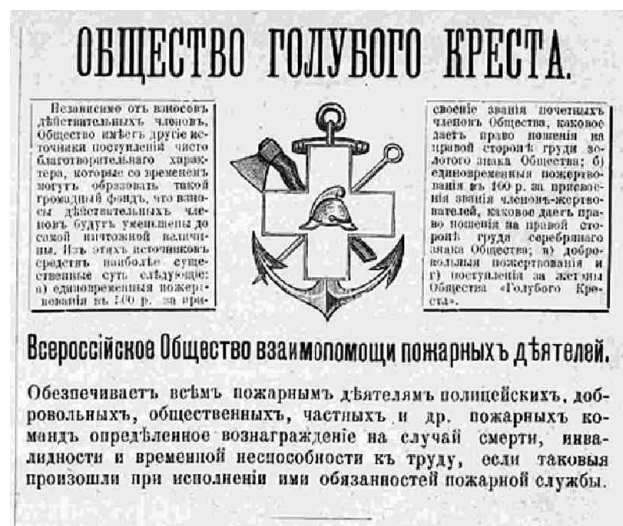 ОБЩЕСТВО ГОЛУБОГО КРЕСТА.
Независимо отъ взносовъ
дѣйствительныхъ членовъ,
Общество имѣетъ другіе ис-
точники поступленій чисто
благотворительнаго харак-
тера, которые со временемъ
могутъ образовать такой
громадный фондъ, что взно-
сы дѣйствительныхъ чле-
новъ будутъ уменьшены до
самой ничтожной величи-
ны. Изъ этихъ источниковъ
средствъ наиболѣе суще-
ственные суть слѣдующіе:
а) единовременныя пожерт-
вованія въ 500 р. за при-
своеніе званія почетныхъ
членовъ Общества, каковое
даетъ право ношенія на
правой сторонѣ груди зо-
лотого знака Общества; б)
единовременныя пожертво-
ванія въ 100 р. за присвое-
нія званія членовъ-жертво-
вателей, каковое даетъ пра-
во ношенія на правой сто-
ронѣ груди серебрянаго
знака Общества; в) добро-
вольныя пожертвованія и
г) поступленія за жетоны
Общества «Голубого Кре-
ста».
Всероссійское Общество взаимопомощи пожарныхъ дѣятелей.
Обезпечиваетъ всѣмъ пожарнымъ дѣятелямъ полицейскихъ, доб-
ровольныхъ, общественныхъ, частныхъ и др. пожарныхъ ко-
мандъ опредѣленное вознагражденіе на случай смерти, инва-
лидности и временной неспособности къ труду, если таковыя
произошли при исполненіи ими обязанностей пожарной службы.